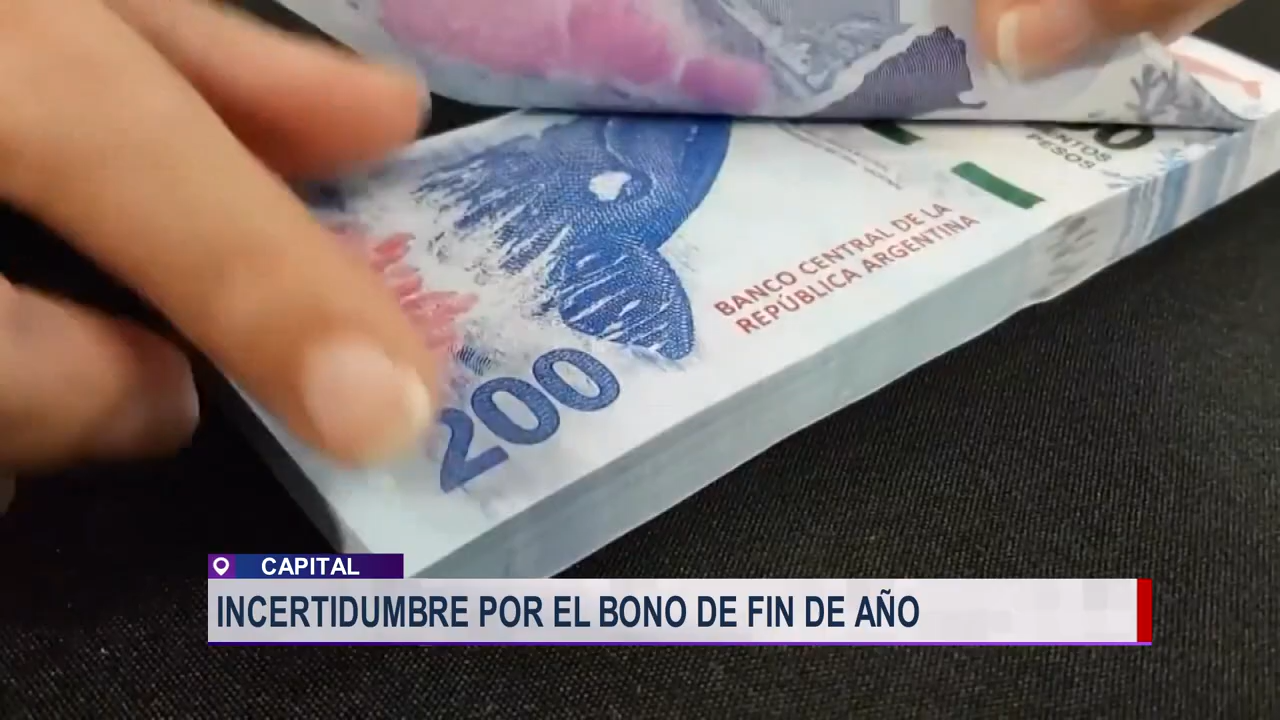 PESOS
BANCO CENTRAL DE LA
REPÚBLICA ARGENTINA
200
CAPITAL
INCERTIDUMBRE POR EL BONO DE FIN DE AÑO